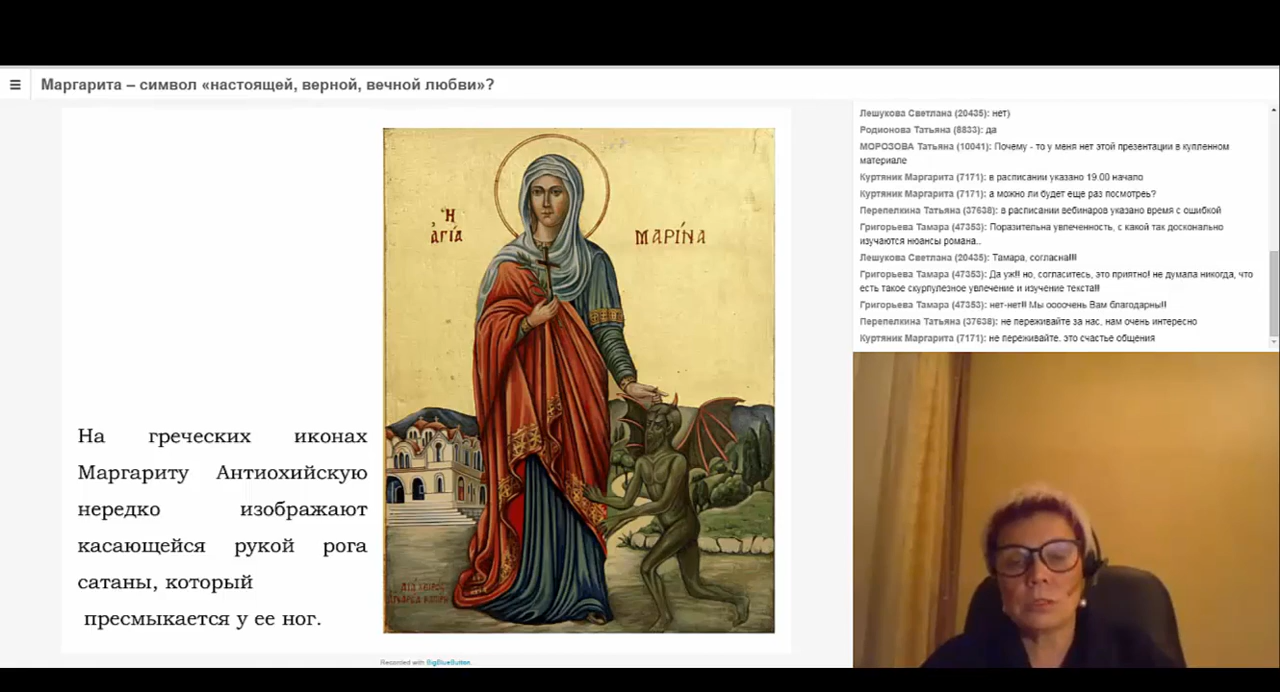 Маргарита – символ «настоящей, верной, вечной любви»?
На греческих иконах
Маргариту Антиохийскую
нередко изображают
касающейся рукой рога
сатаны, который
пресмыкается у ее ног.
Ἡ
ἁγία
ΜΑΡΊΝΑ
Recorded with BigBlueButton.
Лешукова Светлана (20435): нет)
Родионова Татьяна (8833): да
МОРОЗОВА Татьяна (10041): Почему - то у меня нет этой презентации в купленном
материале
Куртяник Маргарита (7171): в расписании указано 19.00 начало
Куртяник Маргарита (7171): а можно ли будет еще раз посмотреь?
Перепелкина Татьяна (37638): в расписании вебинаров указано время с ошибкой
Григорьева Тамара (47353): Поразительна увлеченность, с какой так досконально
изучаются нюансы романа..
Лешукова Светлана (20435): Тамара, согласна!!!
Григорьева Тамара (47353): Да уж!! но, согласитесь, это приятно! не думала никогда, что
есть такое скурпулезное увлечение и изучение текста!!!
Григорьева Тамара (47353): нет-нет!! Мы оооочень Вам благодарны!!
Перепелкина Татьяна (37638): не переживайте за нас, нам очень интересно
Куртяник Маргарита (7171): не переживайте. это счастье общения